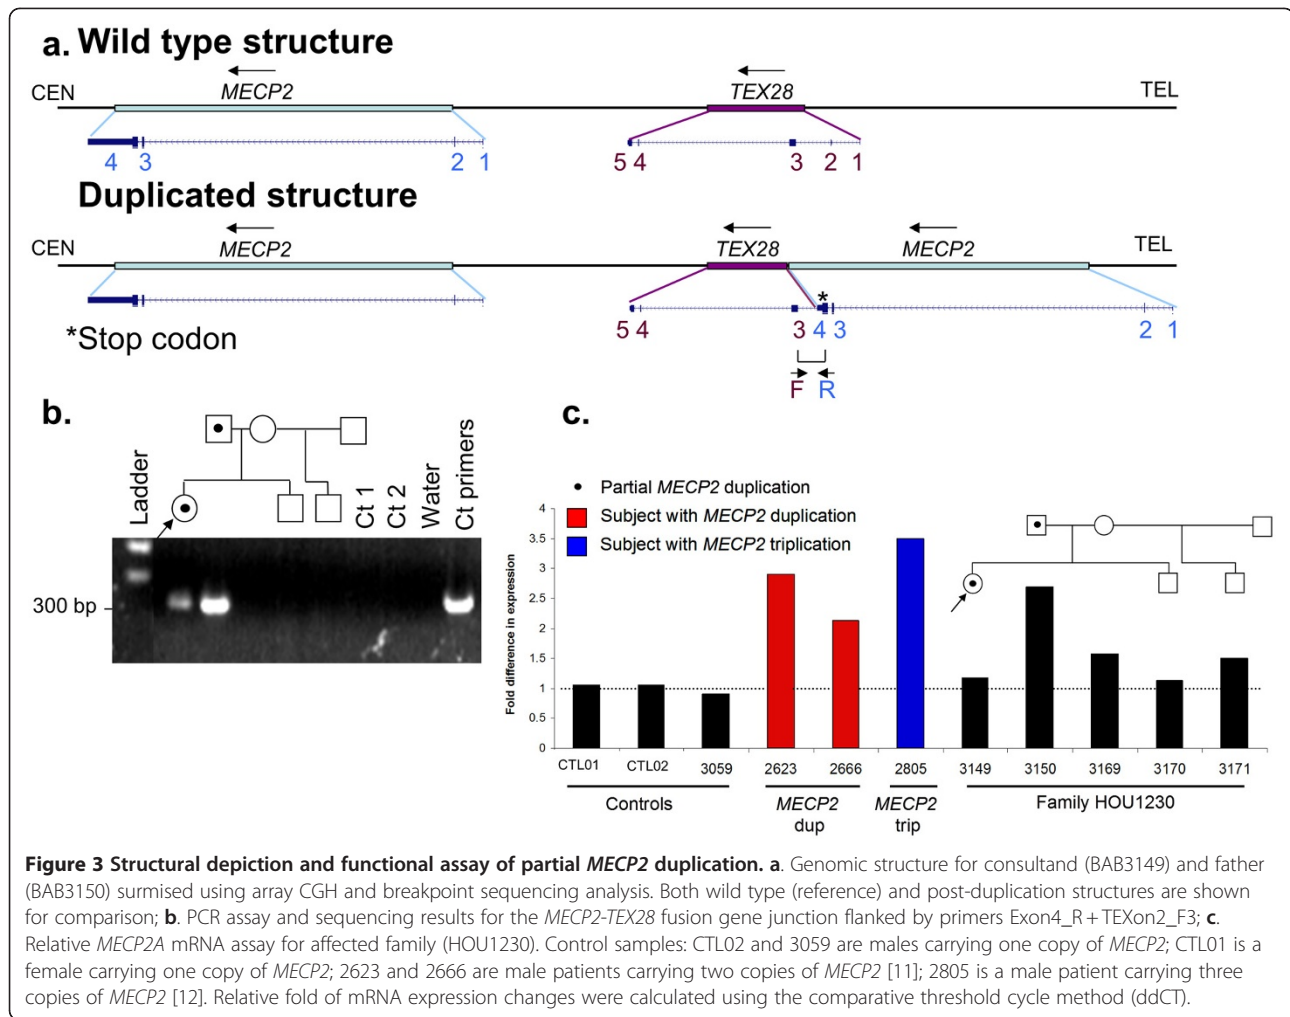 a. Wild type structure
CEN
MECP2
TEX28
TEL
4 3 2 1
5 4 3 2 1
Duplicated structure
CEN
MECP2
TEX28
MECP2
TEL
*
5 4 3 4 3 2 1
*Stop codon
F R
b.
Ladder
Ct 1
Ct 2
Water
Ct primers
300 bp
c.
Partial MECP2 duplication
Subject with MECP2 duplication
Subject with MECP2 triplication
Fold difference in expression
4
3.5
3
2.5
2
1.5
1
0.5
0
CTL01 CTL02 3059 2623 2666 2805 3149 3150 3169 3170 3171
Controls
MECP2 dup
MECP2 trip
Family HOU1230
Figure 3 Structural depiction and functional assay of partial MECP2 duplication. a. Genomic structure for consultand (BAB3149) and father
(BAB3150) surmised using array CGH and breakpoint sequencing analysis. Both wild type (reference) and post-duplication structures are shown
for comparison; b. PCR assay and sequencing results for the MECP2-TEX28 fusion gene junction flanked by primers Exon4_R + TEXon2_F3; c.
Relative MECP2A mRNA assay for affected family (HOU1230). Control samples: CTL02 and 3059 are males carrying one copy of MECP2; CTL01 is a
female carrying one copy of MECP2; 2623 and 2666 are male patients carrying two copies of MECP2 [11]; 2805 is a male patient carrying three
copies of MECP2 [12]. Relative fold of mRNA expression changes were calculated using the comparative threshold cycle method (ddCT).